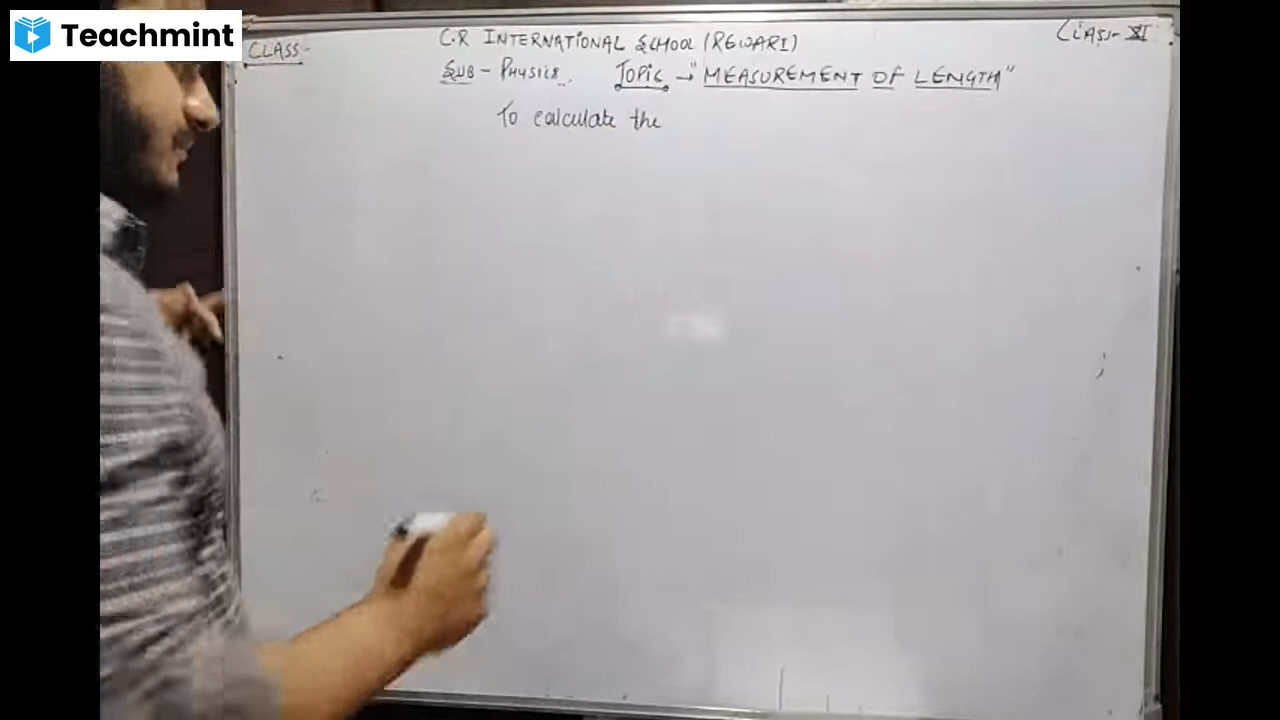 Teachmint
CLASS-
C.R INTERNATIONAL SCHOOL (REWARI)
CLASS-XI
SUB - PHYSICS. TOPIC → "MEASUREMENT OF LENGTH"
To calculate the